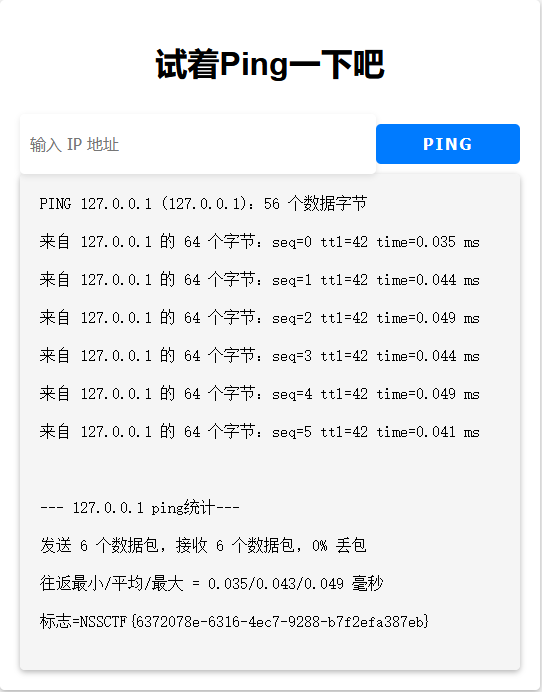 试着Ping一下吧
输入 IP 地址
PING
PING 127.0.0.1 (127.0.0.1)：56 个数据字节
来自 127.0.0.1 的 64 个字节：seq=0 ttl=42 time=0.035 ms
来自 127.0.0.1 的 64 个字节：seq=1 ttl=42 time=0.044 ms
来自 127.0.0.1 的 64 个字节：seq=2 ttl=42 time=0.049 ms
来自 127.0.0.1 的 64 个字节：seq=3 ttl=42 time=0.044 ms
来自 127.0.0.1 的 64 个字节：seq=4 ttl=42 time=0.049 ms
来自 127.0.0.1 的 64 个字节：seq=5 ttl=42 time=0.041 ms
--- 127.0.0.1 ping统计---
发送 6 个数据包，接收 6 个数据包，0% 丢包
往返最小/平均/最大 = 0.035/0.043/0.049 毫秒
标志=NSSCTF{6372078e-6316-4ec7-9288-b7f2efa387eb}